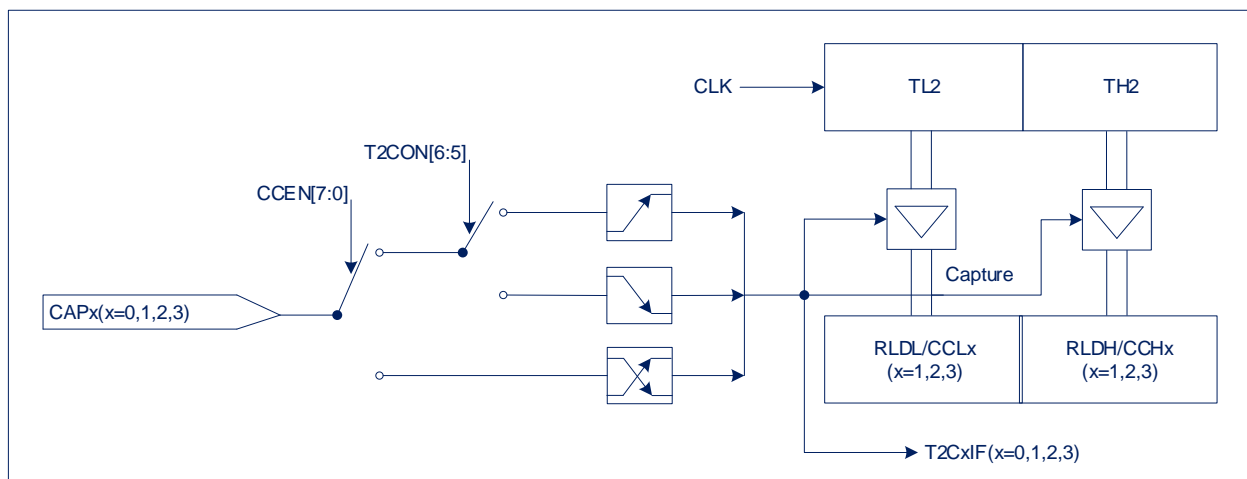 CLK
TL2
TH2
T2CON[6:5]
CCEN[7:0]
Capture
CAPx(x=0,1,2,3)
RLDL/CCLx
(x=1,2,3)
RLDH/CCHx
(x=1,2,3)
T2CxIF(x=0,1,2,3)